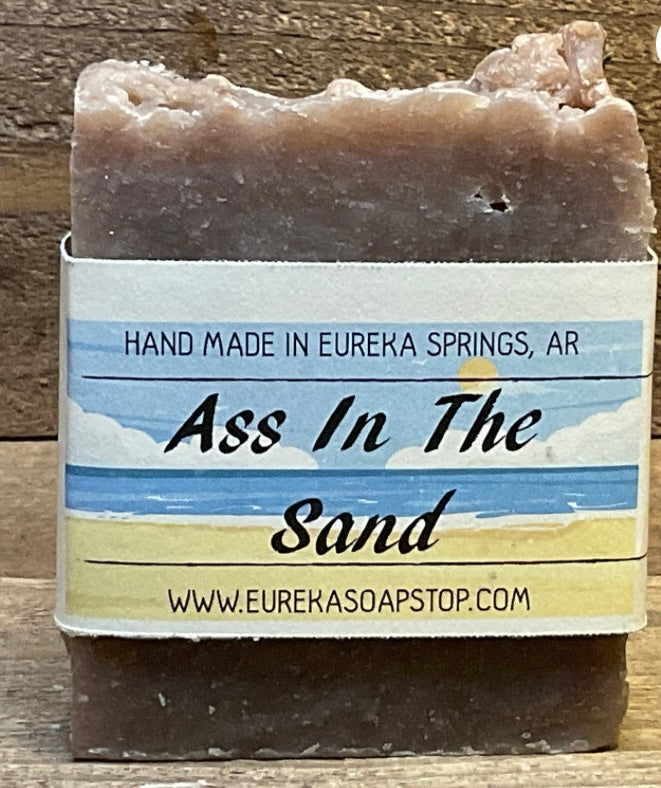 HAND MADE IN EUREKA SPRINGS, AR
Ass In The
Sand
WWW.EUREKASOAPSTOP.COM